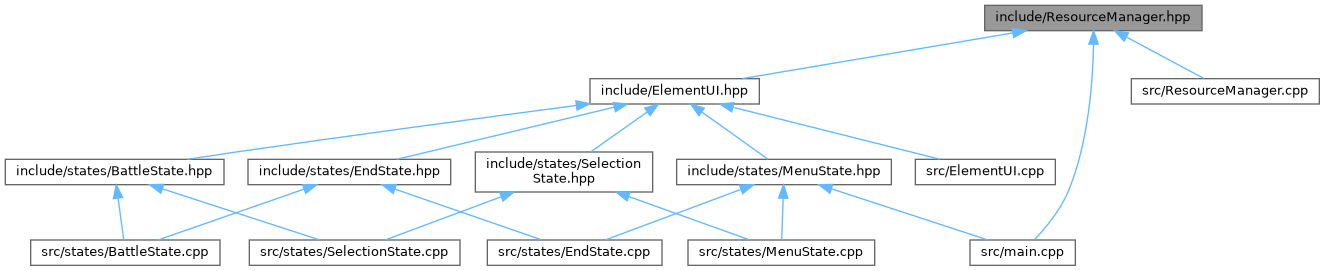 include/ResourceManager.hpp
include/ElementUI.hpp
src/ResourceManager.cpp
include/states/BattleState.hpp
include/states/EndState.hpp
include/states/Selection
State.hpp
include/states/MenuState.hpp
src/ElementUI.cpp
src/states/BattleState.cpp
src/states/SelectionState.cpp
src/states/EndState.cpp
src/states/MenuState.cpp
src/main.cpp